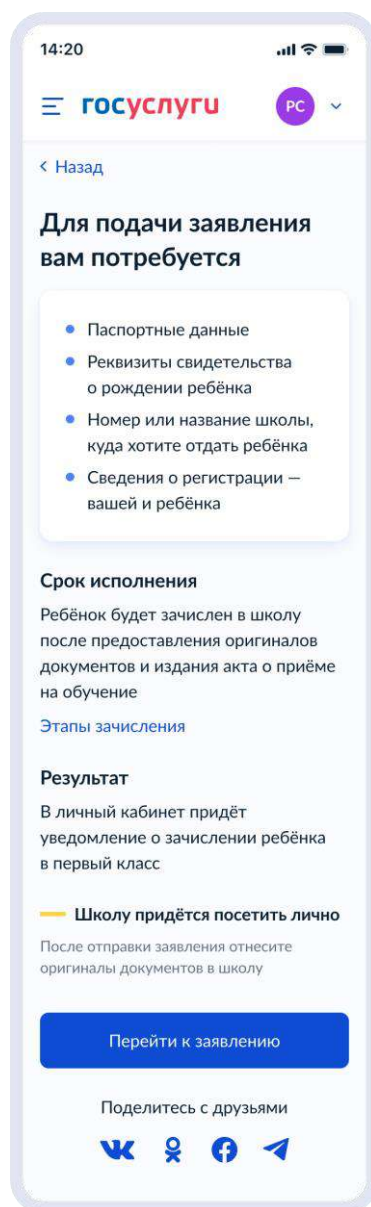 14:20
госуслуги
РС
Назад
Для подачи заявления
вам потребуется
Паспортные данные
Реквизиты свидетельства
о рождении ребёнка
Номер или название школы,
куда хотите отдать ребёнка
Сведения о регистрации —
вашей и ребёнка
Срок исполнения
Ребёнок будет зачислен в школу
после предоставления оригиналов
документов и издания акта о приёме
на обучение
Этапы зачисления
Результат
В личный кабинет придёт
уведомление о зачислении ребёнка
в первый класс
Школу придётся посетить лично
После отправки заявления отнесите
оригиналы документов в школу
Перейти к заявлению
Поделитесь с друзьями